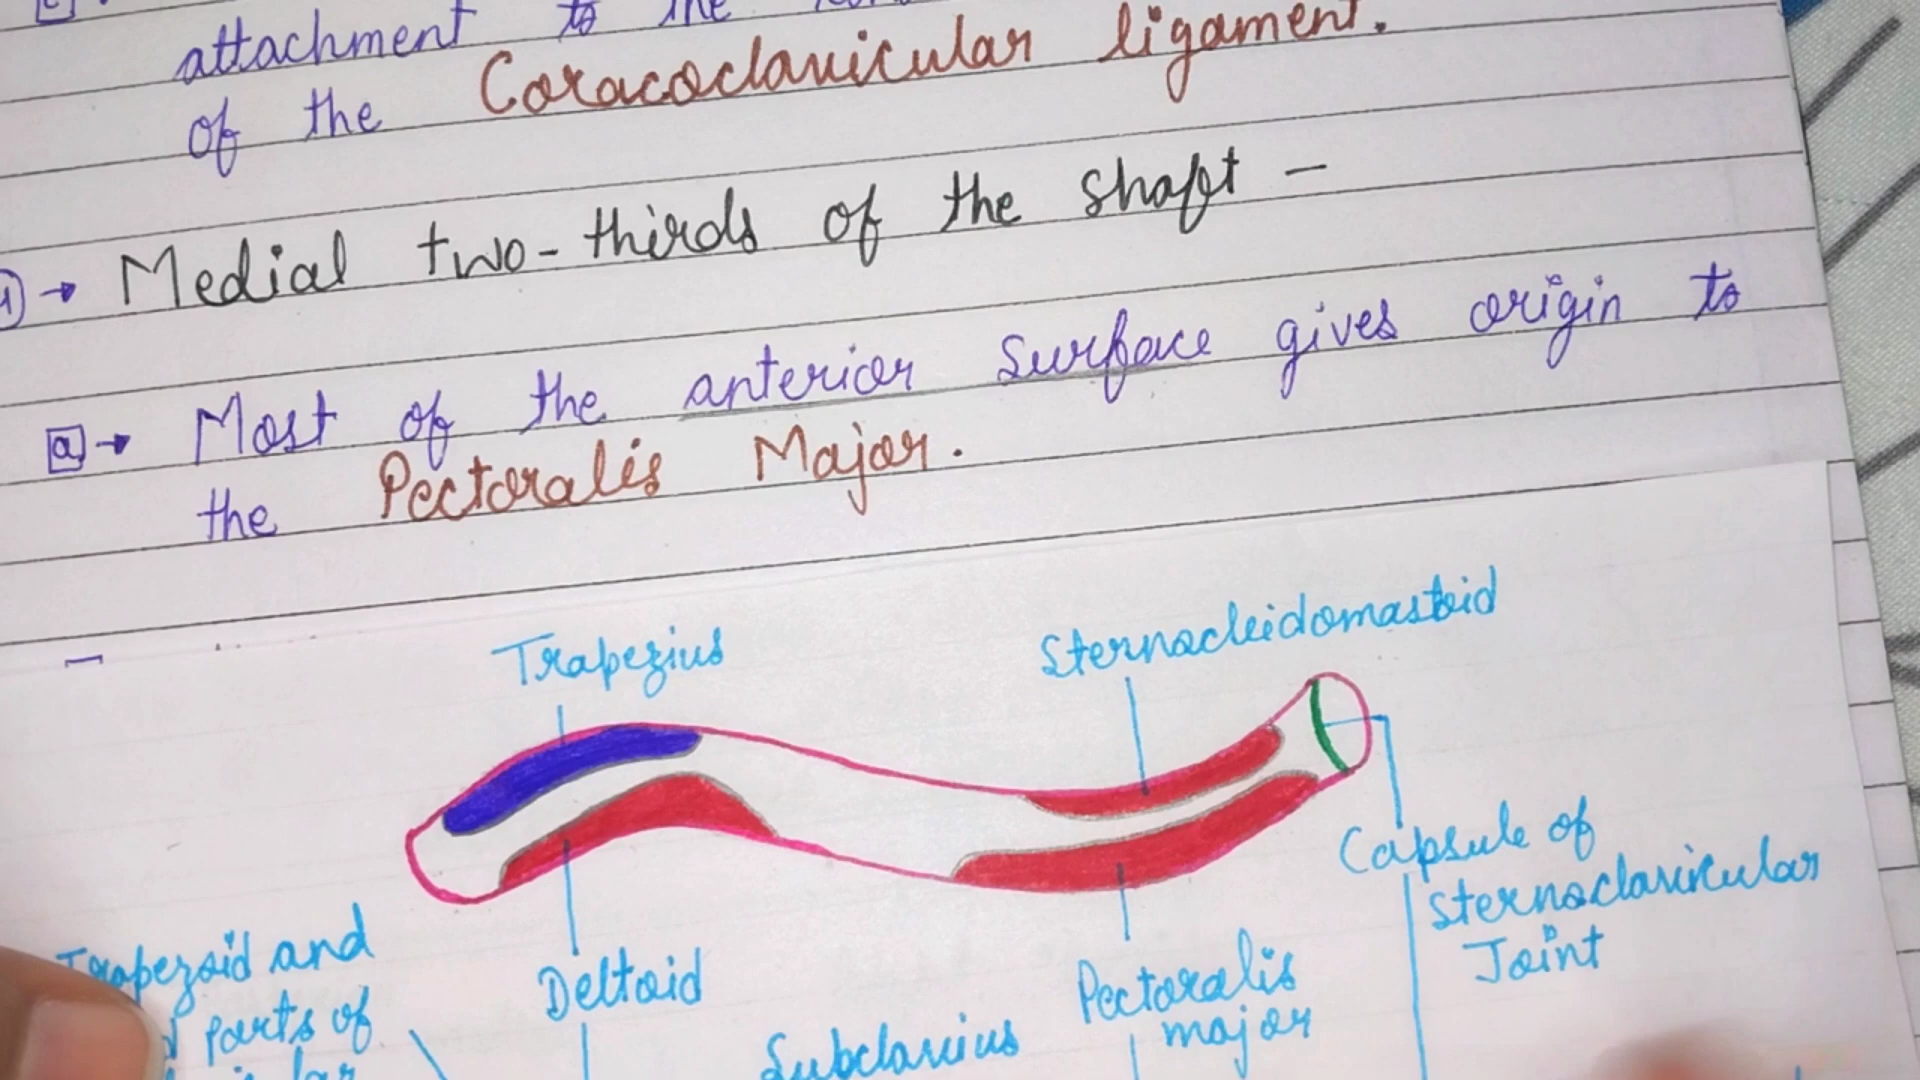 attachment to the
of the Coracoclavicular ligament.
→ Medial two-thirds of the shaft -
a → Most of the anterior surface gives origin to
the Pectoralis Major.
Trapezius
Sternocleidomastoid
Capsule of
sternoclavicular
Joint
Trapezoid and
parts of
Deltoid
Pectoralis
major
Subclavius